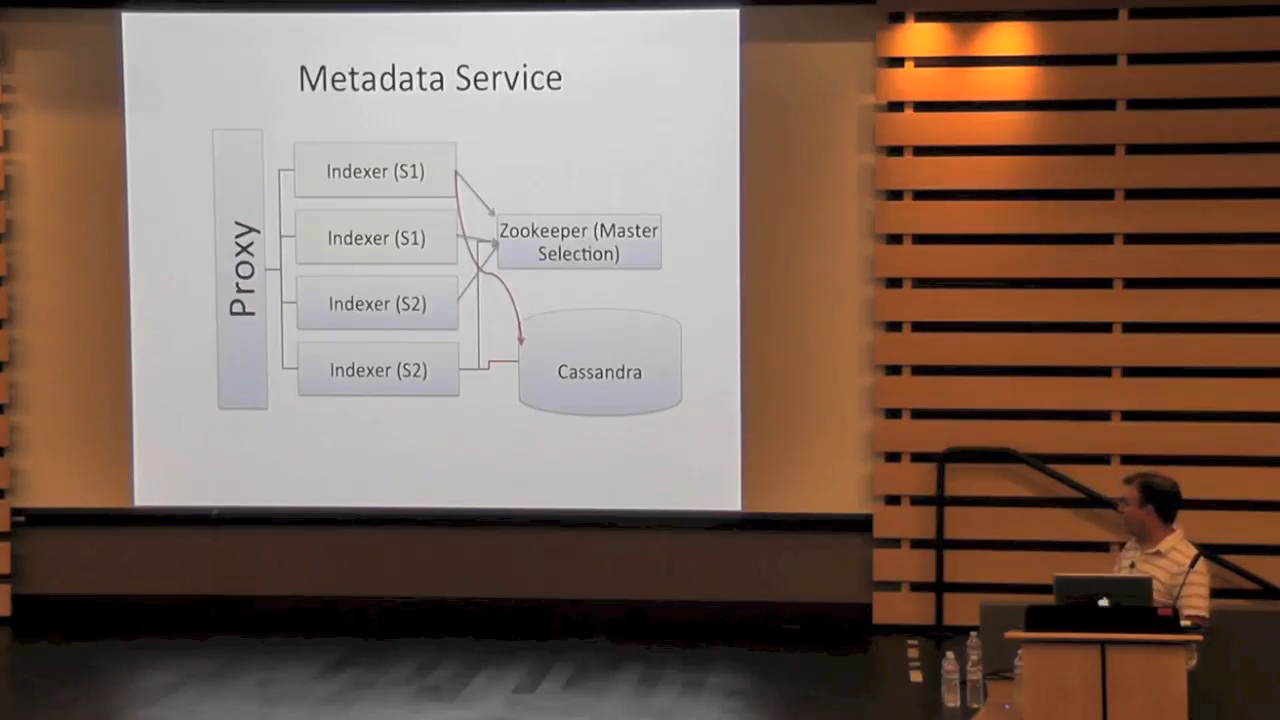 Metadata Service
Proxy
Indexer (S1)
Indexer (S1)
Indexer (S2)
Indexer (S2)
Zookeeper (Master
Selection)
Cassandra